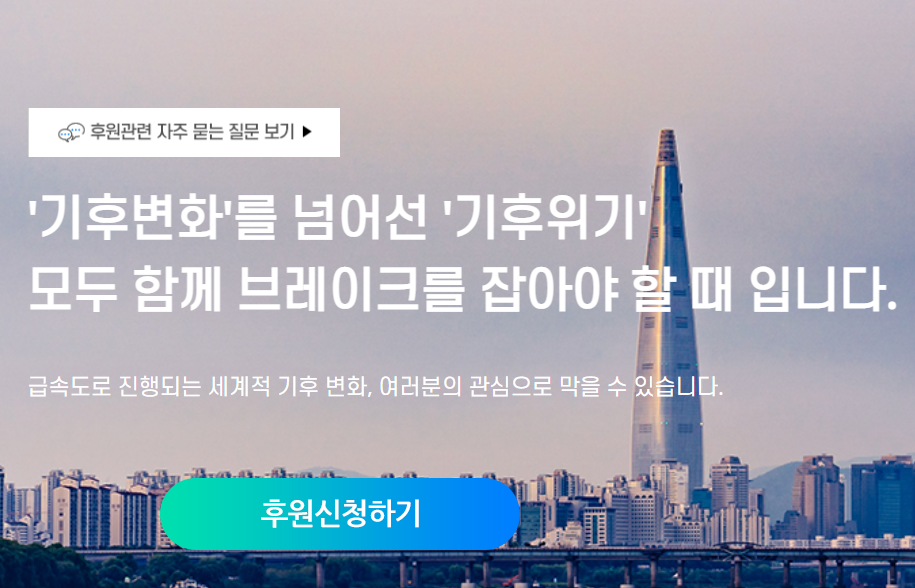 후원관련 자주 묻는 질문 보기 ▶
'기후변화'를 넘어선 '기후위기'
모두 함께 브레이크를 잡아야 할 때 입니다.
급속도로 진행되는 세계적 기후 변화, 여러분의 관심으로 막을 수 있습니다.
후원신청하기